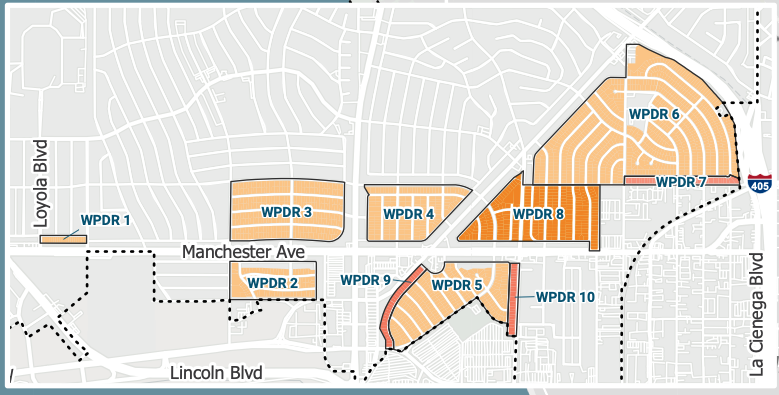 WPDR 6
Loyola Blvd
WPDR 7
405
WPDR 1
WPDR 3
WPDR 4
WPDR 8
Manchester Ave
WPDR 2
WPDR 9
WPDR 5
WPDR 10
La Cienega Blvd
Lincoln Blvd